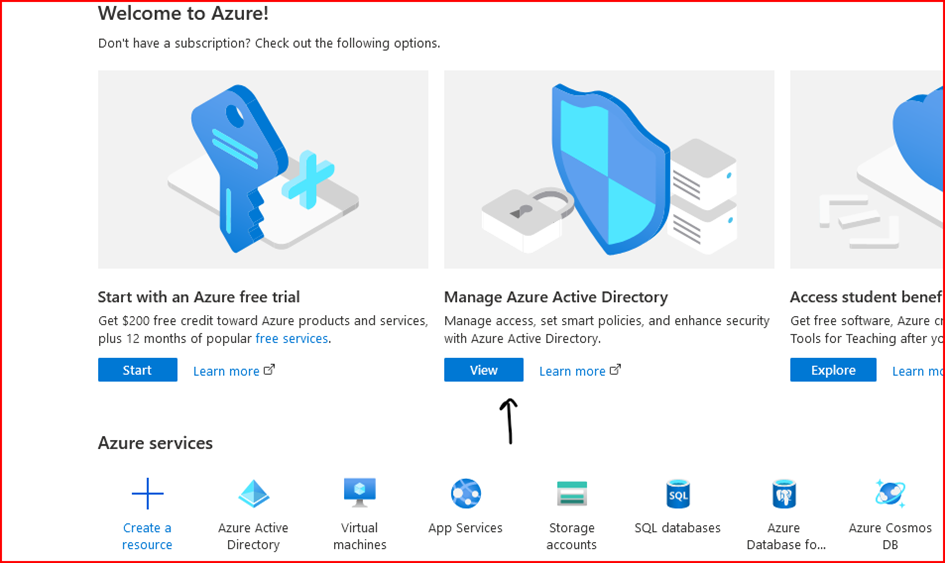 Welcome to Azure!
Don't have a subscription? Check out the following options.
Start with an Azure free trial
Get $200 free credit toward Azure products and services,
plus 12 months of popular free services.
Start
Learn more
Manage Azure Active Directory
Manage access, set smart policies, and enhance security
with Azure Active Directory.
View
Learn more
Access student benef
Get free software, Azure cr
Tools for Teaching after yo
Explore
Learn mo
Azure services
Create a
resource
Azure Active
Directory
Virtual
machines
App Services
Storage
accounts
SQL
SQL databases
Azure
Database fo...
Azure Cosmos
DB